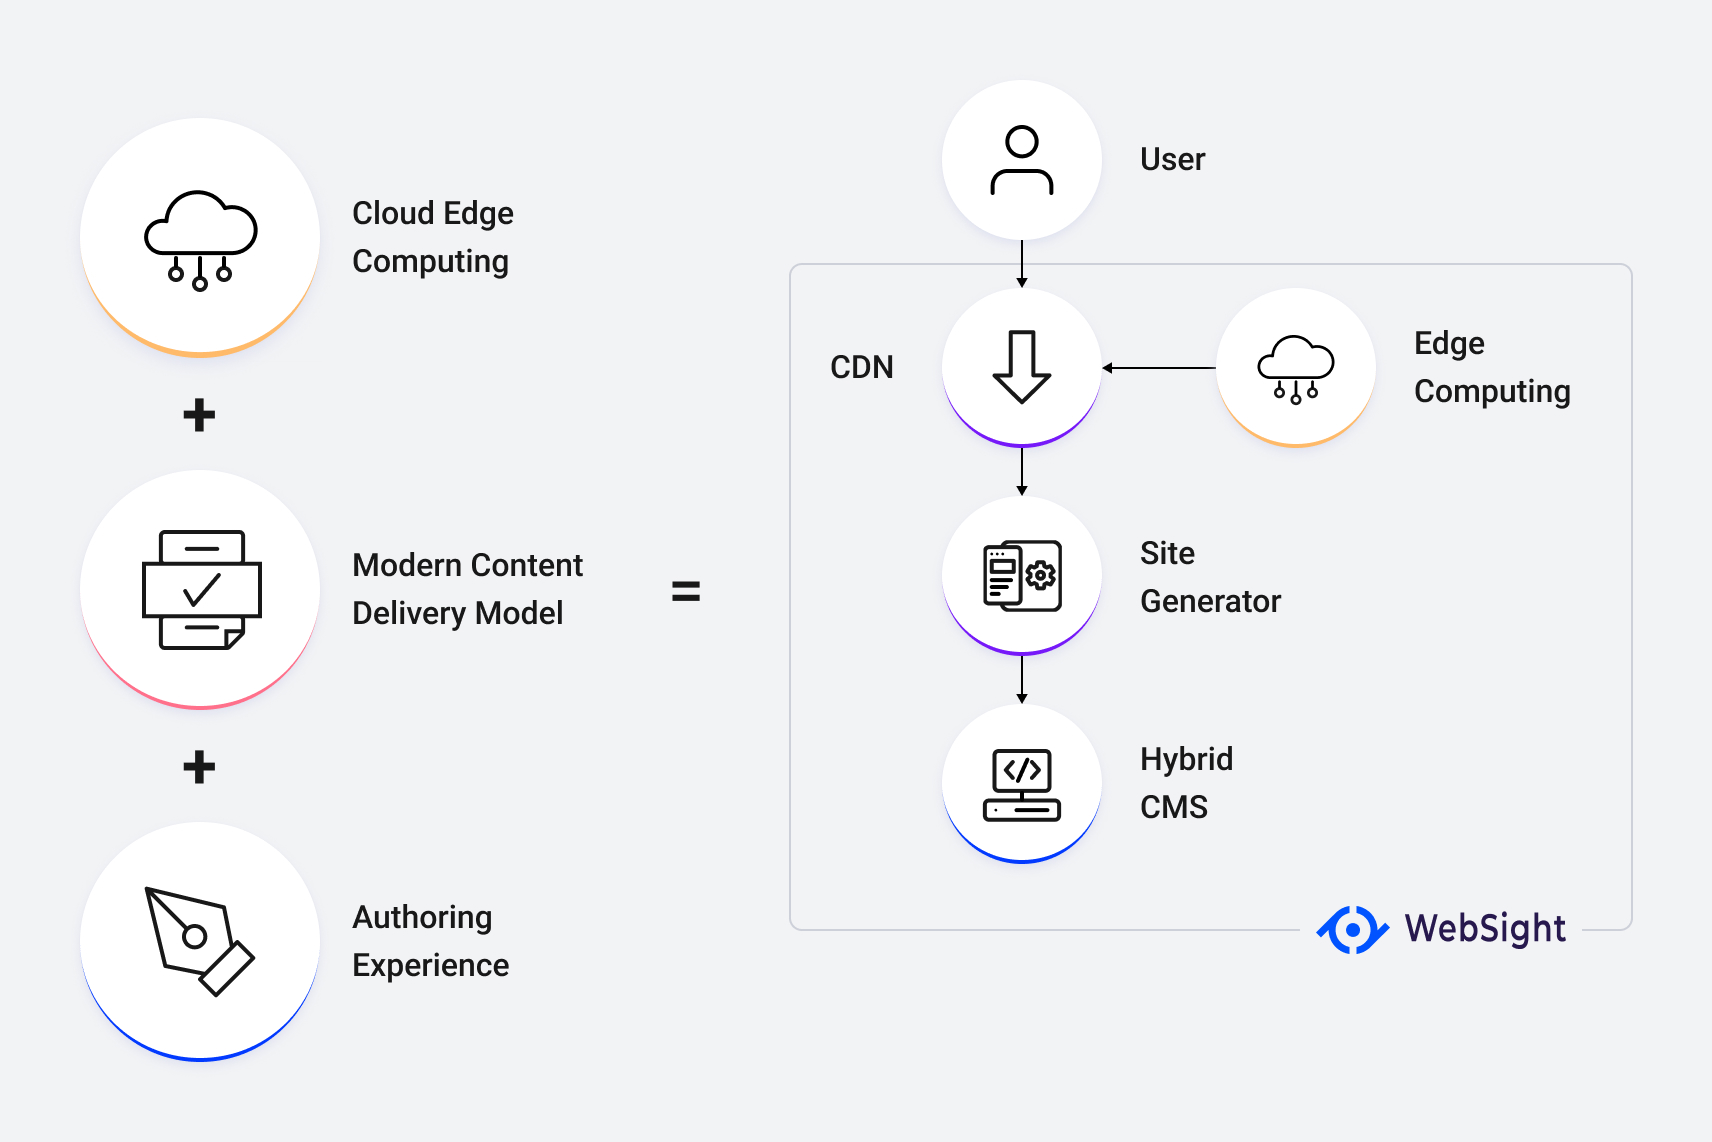 Cloud Edge
Computing
+
Modern Content
Delivery Model
+
Authoring
Experience
=
User
CDN
Edge
Computing
Site
Generator
Hybrid
CMS
WebSight